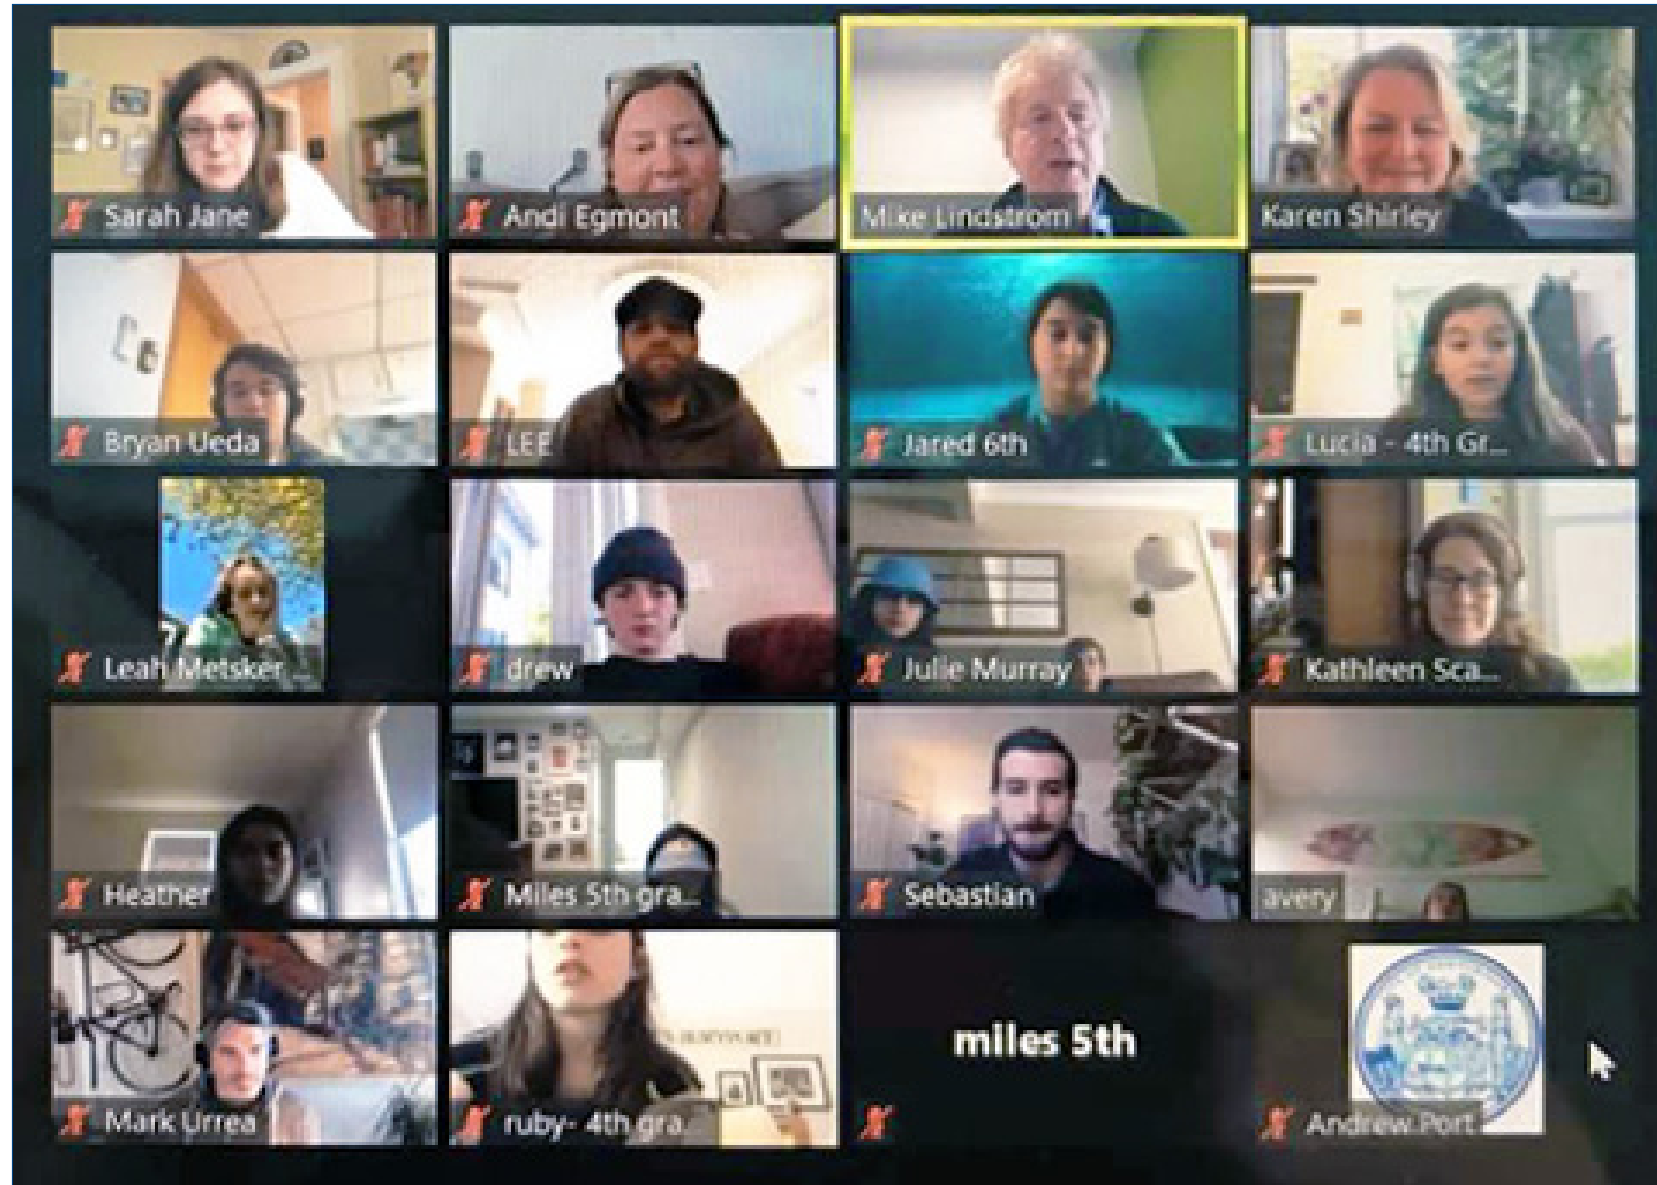 Sarah Jane
Andi Egmont
Mike Lindstrom
Karen Shirley
Bryan Ueda
LEE
Jared 6th
Lucia - 4th Gr...
Leah Metsker ...
drew
Julie Murray
Kathleen Sca...
Heather
Miles 5th gra...
Sebastian
avery
Mark Urrea
ruby- 4th gra...
miles 5th
Andrew Port